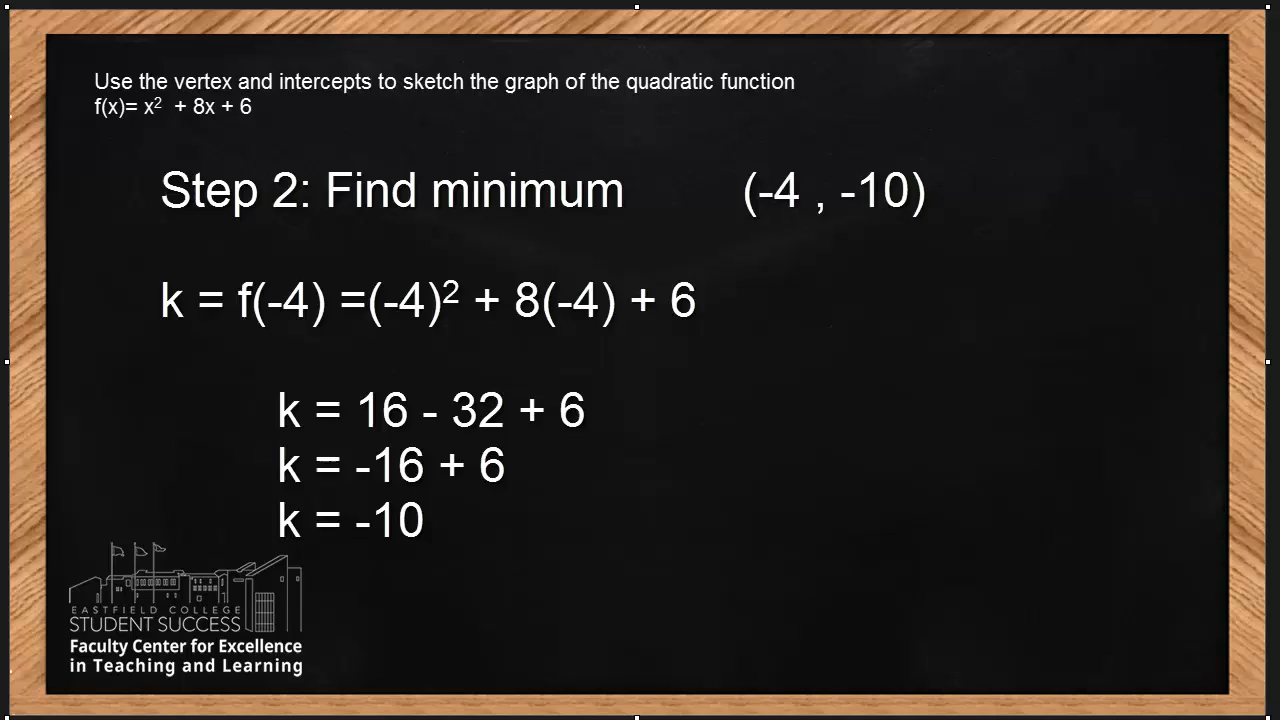 Use the vertex and intercepts to sketch the graph of the quadratic function
f(x)= x² + 8x + 6
Step 2: Find minimum (-4 , -10)
k = f(-4) =(-4)² + 8(-4) + 6
k = 16 - 32 + 6
k = -16 + 6
k = -10
EASTFIELD COLLEGE
STUDENT SUCCESS
Faculty Center for Excellence
in Teaching and Learning